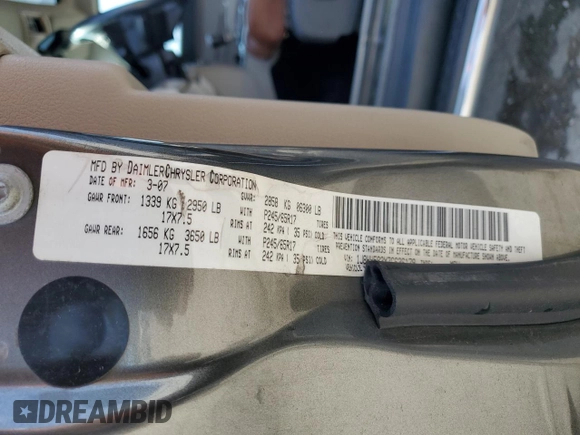 MFD BY DAIMLERCHRYSLER CORPORATION
DATE OF MFR: 3-07 GVWR: 2858 KG 06300 LB
GAWR FRONT: 1339 KG 2950 LB WITH P245/65R17 TIRES
17X7.5 RIMS AT 242 KPA ( 35 PSI) COLD
GAWR REAR: 1656 KG 3650 LB WITH P245/65R17 TIRES
17X7.5 RIMS AT 242 KPA ( 35 PSI) COLD
THIS VEHICLE CONFORMS TO ALL APPLICABLE FEDERAL MOTOR VEHICLE SAFETY AND THEFT
PREVENTION STANDARDS IN EFFECT ON THE DATE OF MANUFACTURE SHOWN ABOVE.
VIN:
DREAMBID